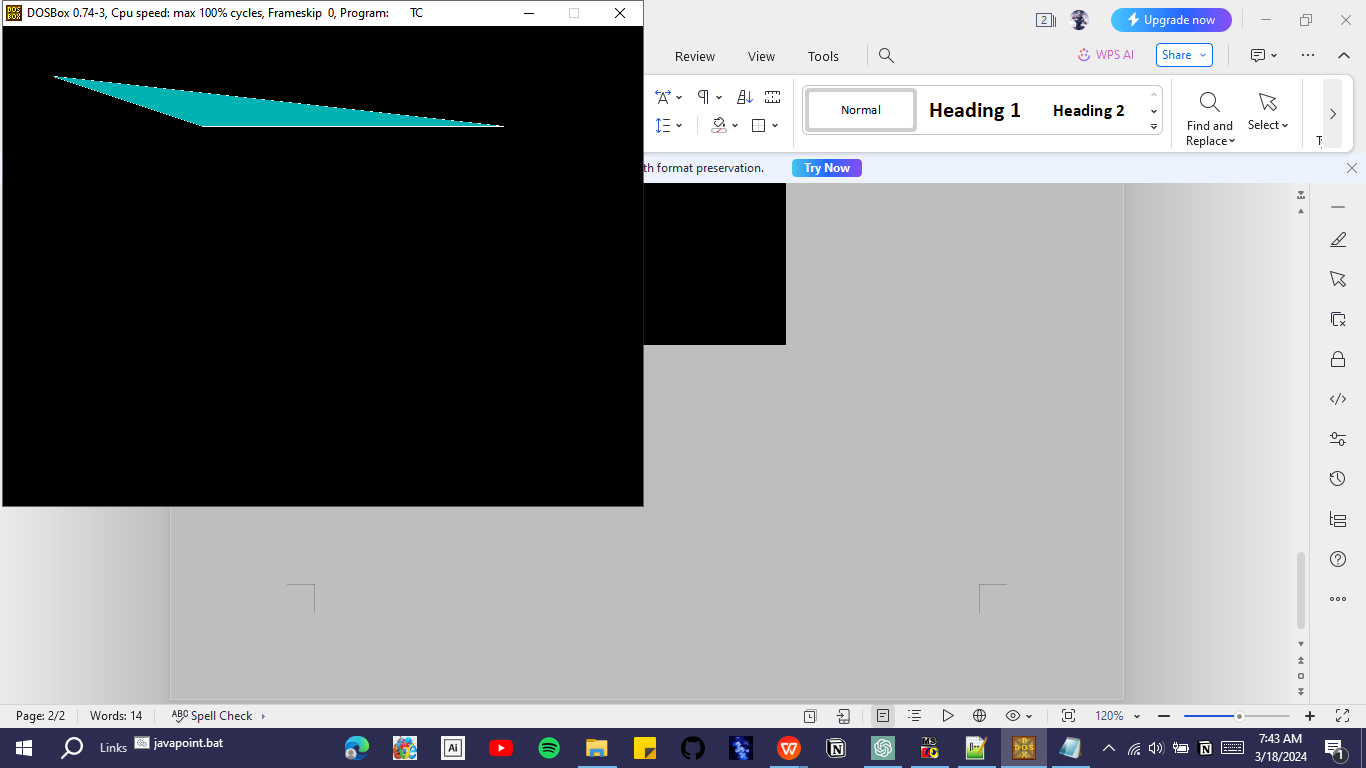 DOSBox 0.74-3, Cpu speed: max 100% cycles, Frameskip 0, Program: TC
2
Upgrade now
Review View Tools
WPS AI
Share
Normal
Heading 1
Heading 2
Find and
Replace
Select
th format preservation.
Try Now
Page: 2/2 Words: 14 Spell Check
120%
Links
javapoint.bat
Ai
7:43 AM
3/18/2024
1